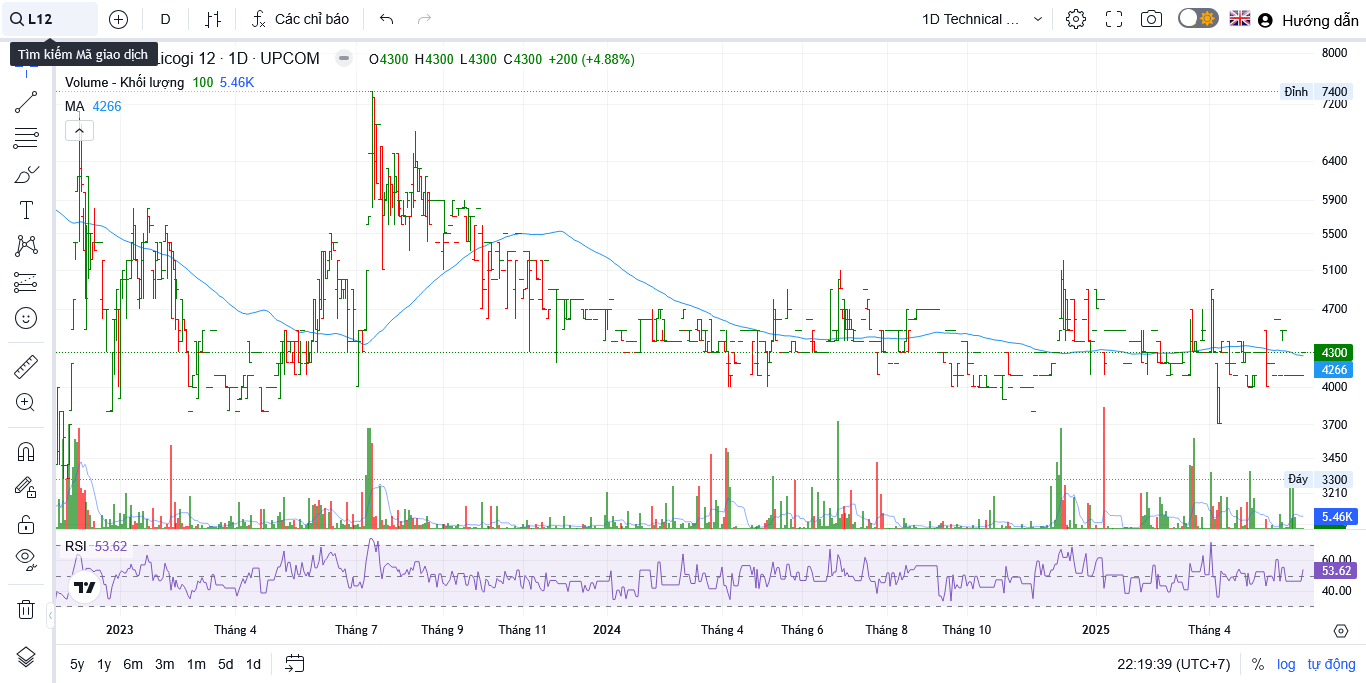 L12
D
Các chỉ báo
1D Technical ...
Hướng dẫn
Tìm kiếm Mã giao dịch
Licogi 12 · 1D · UPCOM
O4300 H4300 L4300 C4300 +200 (+4.88%)
Volume - Khối lượng 100 5.46K
MA 4266
8000
Đỉnh 7400
7200
6400
5900
5500
5100
4700
4300
4266
4000
3700
3450
Đáy 3300
3210
5.46K
RSI 53.62
60.00
53.62
40.00
2023 Tháng 4 Tháng 7 Tháng 9 Tháng 11 2024 Tháng 4 Tháng 6 Tháng 8 Tháng 10 2025 Tháng 4
5y 1y 6m 3m 1m 5d 1d
22:19:39 (UTC+7) % log tự động